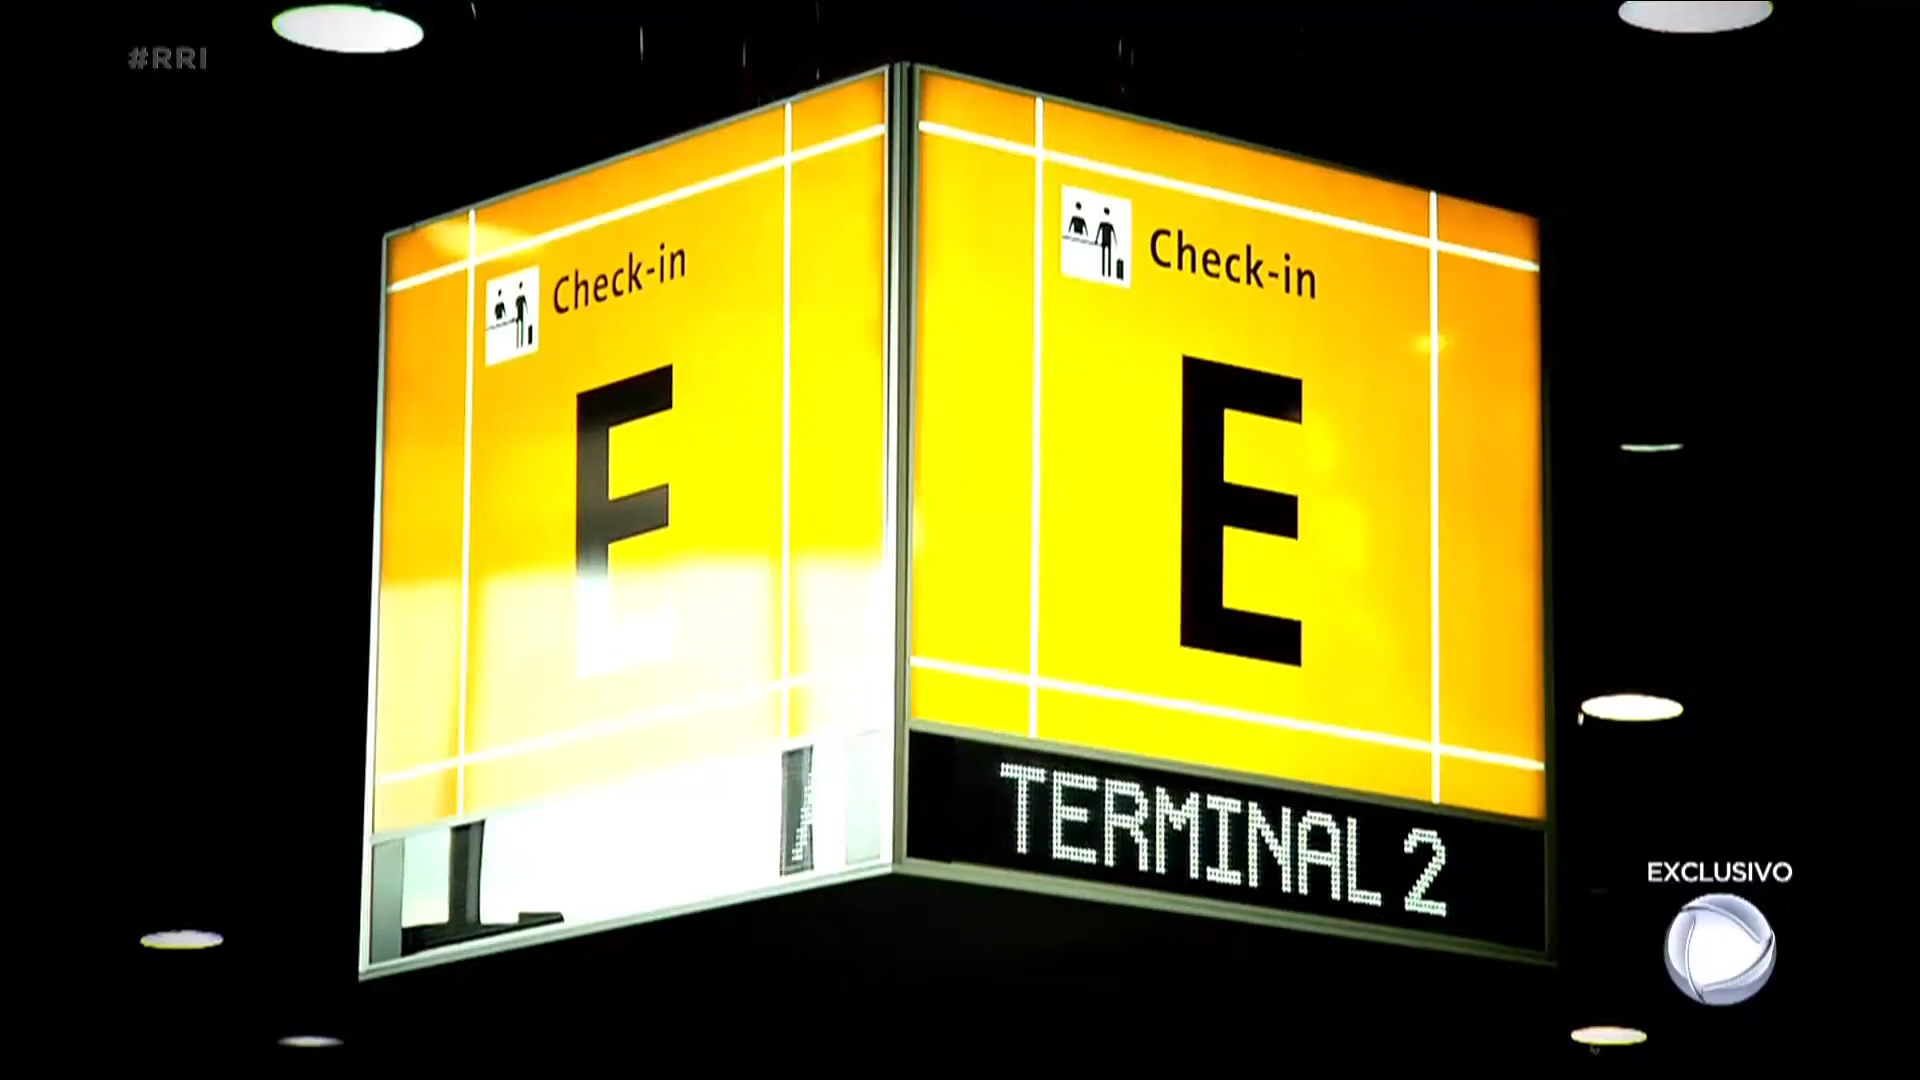 #RRI
Check-in
E
Check-in
E
TERMINAL 2
EXCLUSIVO